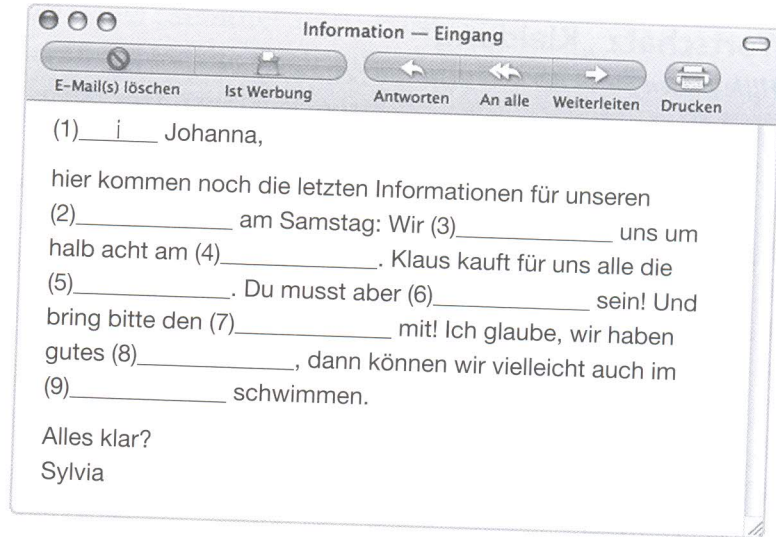 Information — Eingang
E-Mail(s) löschen Ist Werbung Antworten An alle Weiterleiten Drucken
(1)___i___ Johanna,
hier kommen noch die letzten Informationen für unseren
(2)____________ am Samstag: Wir (3)____________ uns um
halb acht am (4)____________. Klaus kauft für uns alle die
(5)____________. Du musst aber (6)____________ sein! Und
bring bitte den (7)____________ mit! Ich glaube, wir haben
gutes (8)____________, dann können wir vielleicht auch im
(9)____________ schwimmen.
Alles klar?
Sylvia